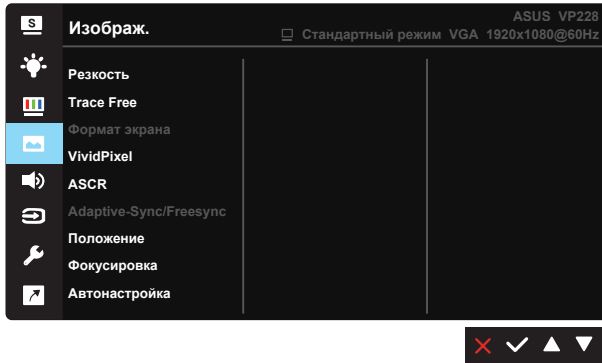 S
Изображ.
ASUS VP228
Стандартный режим VGA 1920x1080@60Hz
Резкость
Trace Free
Формат экрана
VividPixel
ASCR
Adaptive-Sync/Freesync
Положение
Фокусировка
Автонастройка